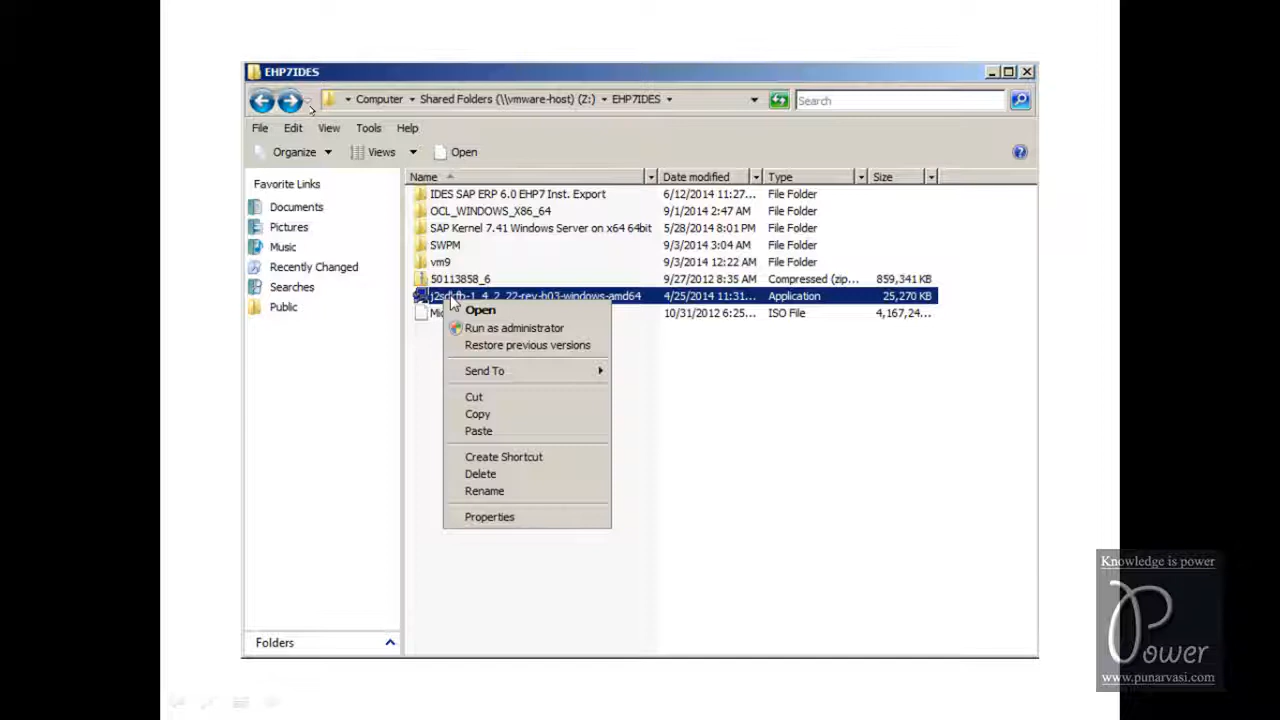 EHP7IDES
Computer Shared Folders (\\vmware-host) (Z:) EHP7IDES Search
File Edit View Tools Help
Organize Views Open
Favorite Links
Documents
Pictures
Music
Recently Changed
Searches
Public
Folders
Name Date modified Type Size
IDES SAP ERP 6.0 EHP7 Inst. Export 6/12/2014 11:27... File Folder
OCL_WINDOWS_X86_64 9/1/2014 2:47 AM File Folder
SAP Kernel 7.41 Windows Server on x64 64bit 5/28/2014 8:01 PM File Folder
SWPM 9/3/2014 3:04 AM File Folder
vm9 9/3/2014 12:22 AM File Folder
50113858_6 9/27/2012 8:35 AM Compressed (zip... 859,341 KB
4/25/2014 11:31... Application 25,270 KB
10/31/2012 6:25... ISO File 4,167,24...
Open
Run as administrator
Restore previous versions
Send To
Cut
Copy
Paste
Create Shortcut
Delete
Rename
Properties
Knowledge is power
Power
www.punarvasi.com